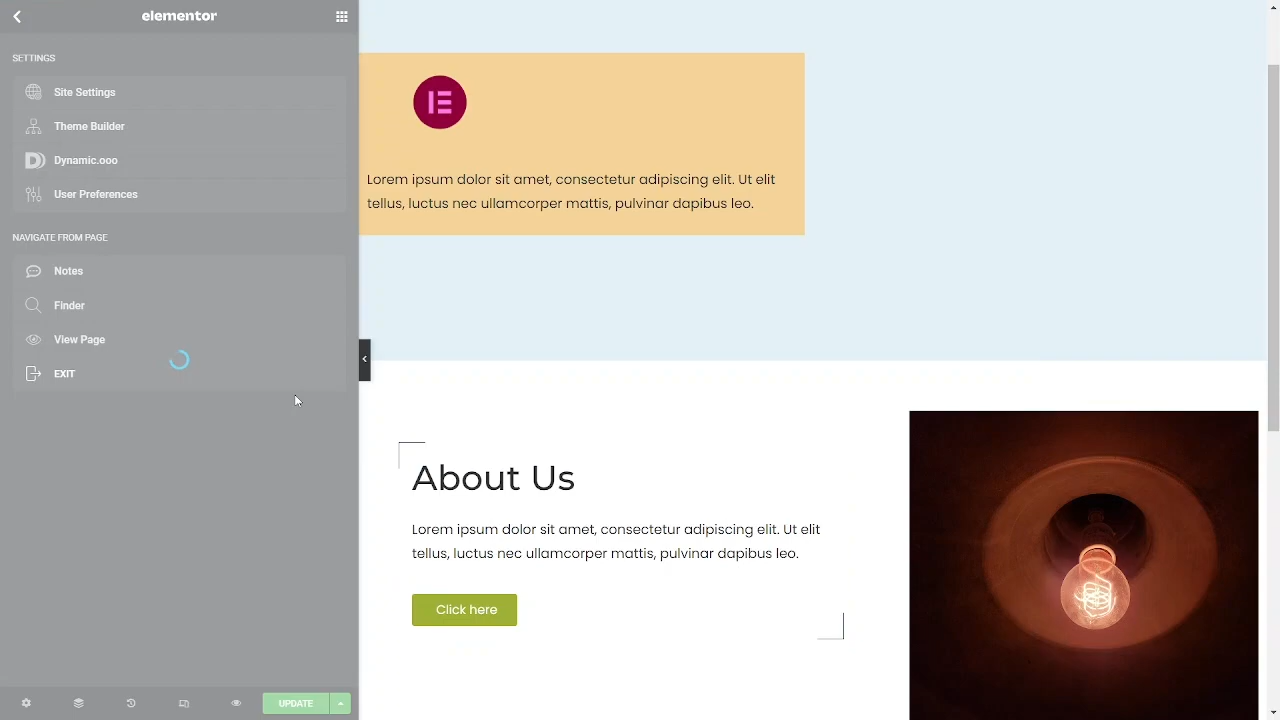 elementor
SETTINGS
Site Settings
Theme Builder
Dynamic.ooo
User Preferences
NAVIGATE FROM PAGE
Notes
Finder
View Page
EXIT
UPDATE
Lorem ipsum dolor sit amet, consectetur adipiscing elit. Ut elit
tellus, luctus nec ullamcorper mattis, pulvinar dapibus leo.
About Us
Lorem ipsum dolor sit amet, consectetur adipiscing elit. Ut elit
tellus, luctus nec ullamcorper mattis, pulvinar dapibus leo.
Click here